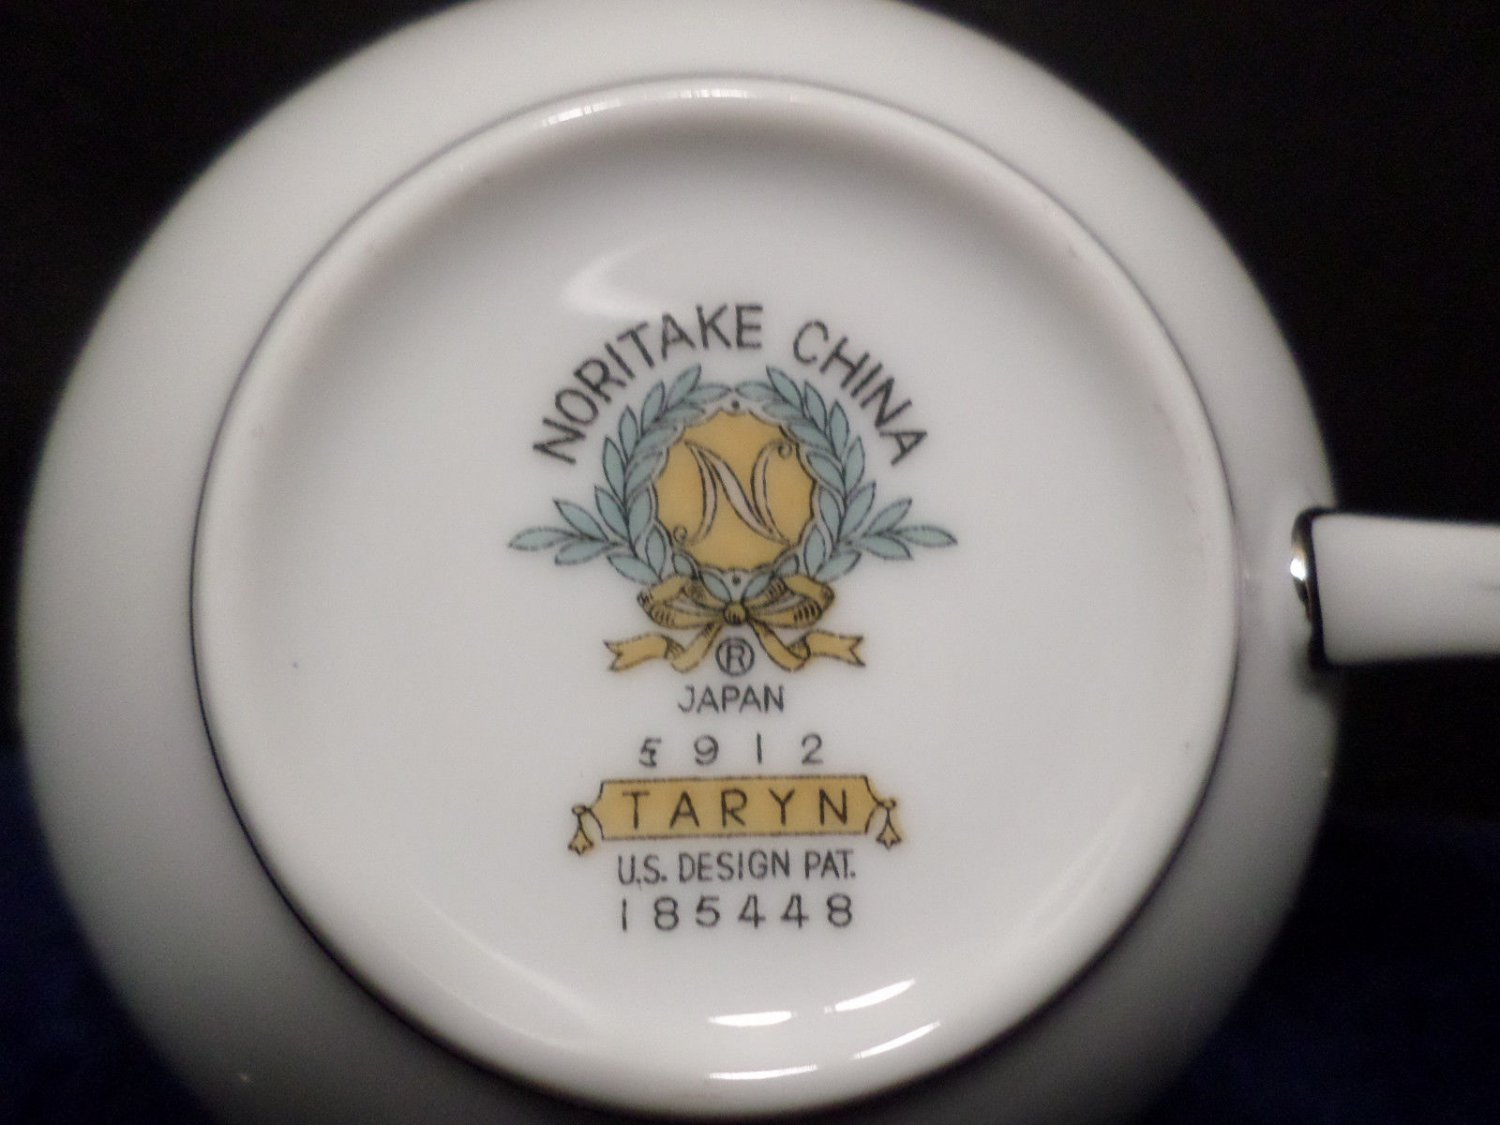 NORITAKE CHINA
N
®
JAPAN
5912
TARYN
U.S. DESIGN PAT.
185448